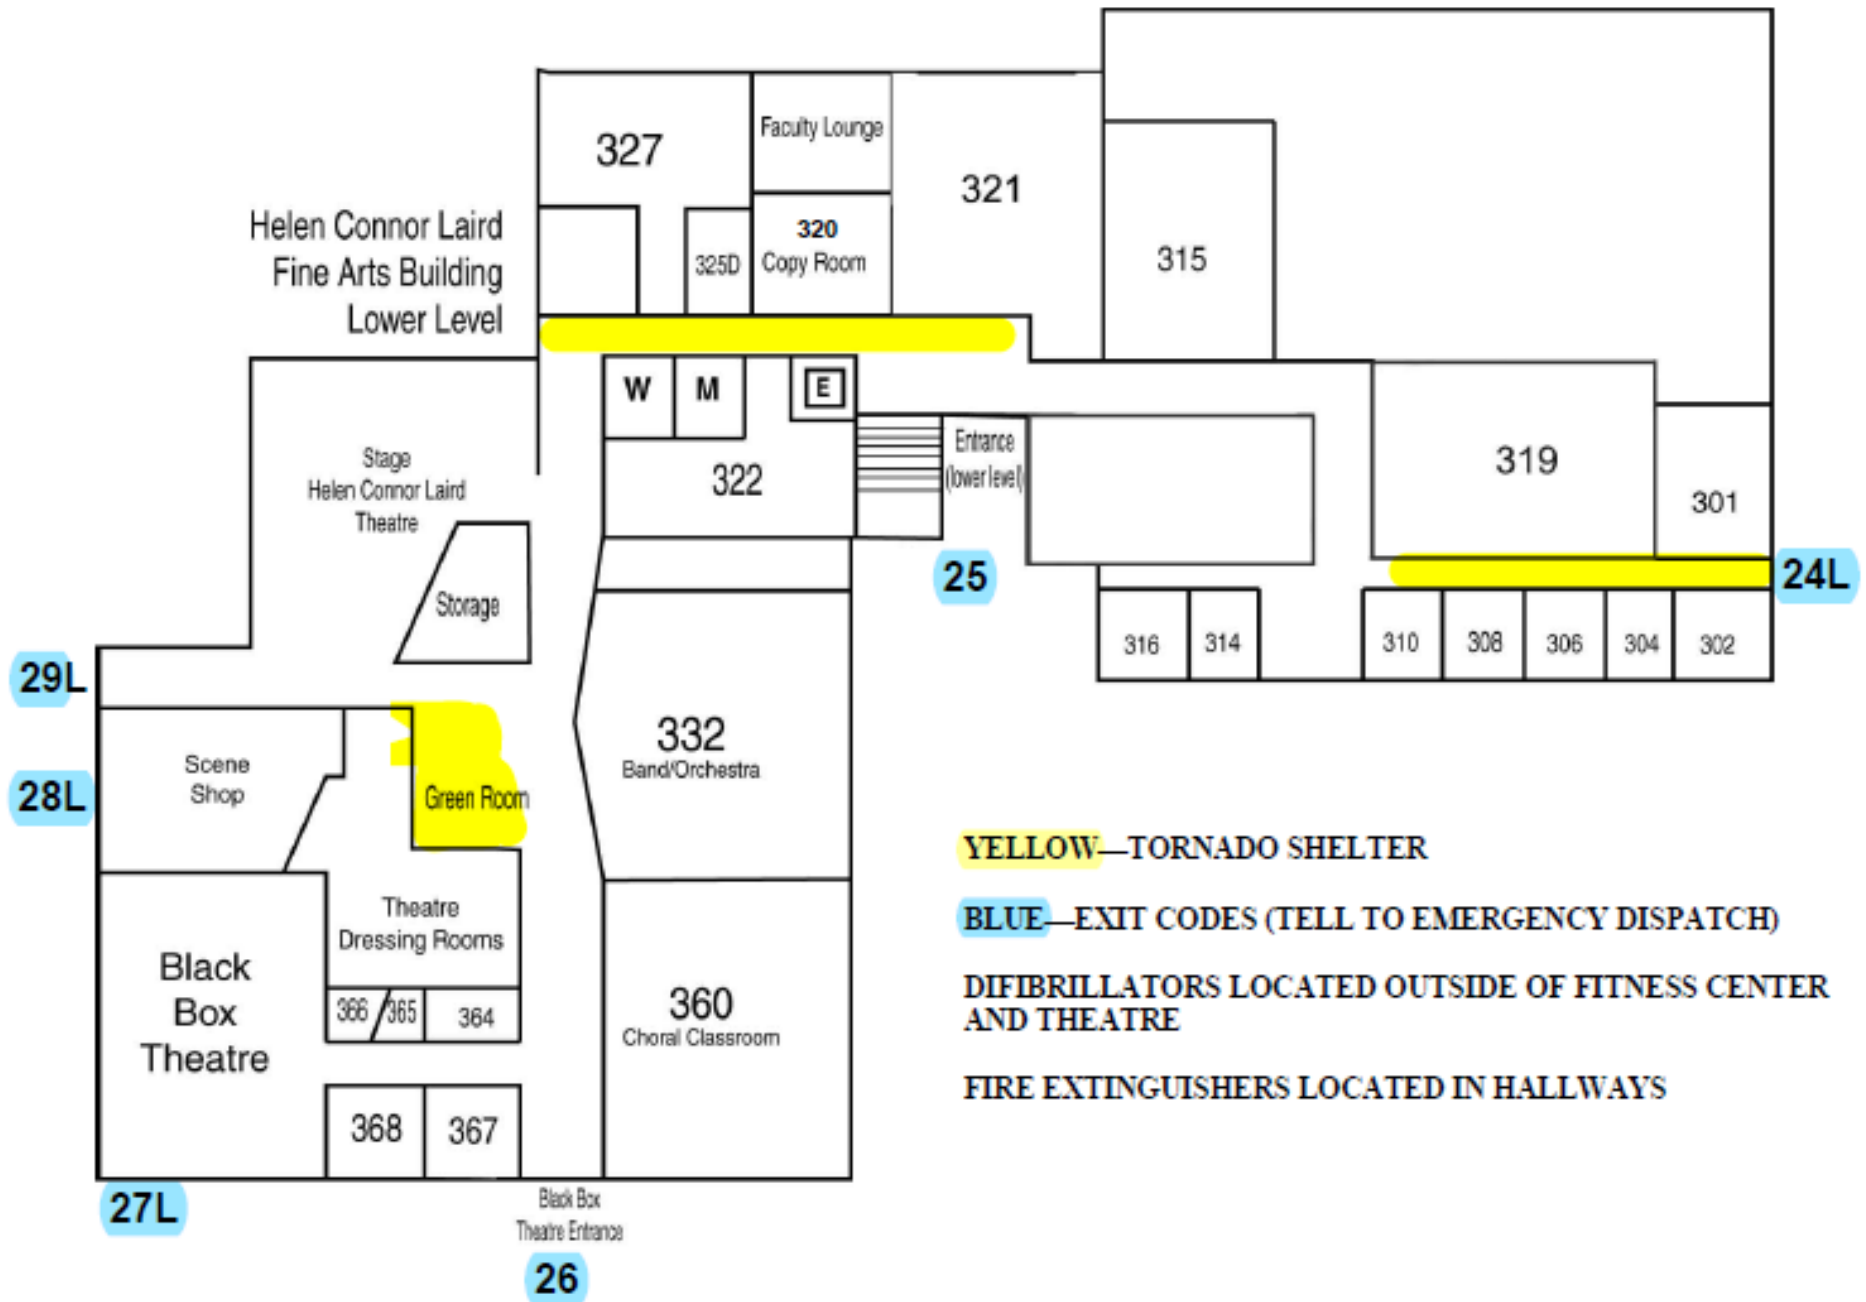 Helen Connor Laird
Fine Arts Building
Lower Level
327
Faculty Lounge
321
325D
320
Copy Room
315
W
M
E
322
Entrance
(lower level)
319
301
Stage
Helen Connor Laird
Theatre
Storage
25
24L
316
314
310
308
306
304
302
29L
28L
Scene
Shop
Green Room
332
Band/Orchestra
Theatre
Dressing Rooms
Black
Box
Theatre
366
365
364
360
Choral Classroom
368
367
27L
Black Box
Theatre Entrance
26
YELLOW—TORNADO SHELTER
BLUE—EXIT CODES (TELL TO EMERGENCY DISPATCH)
DIFIBRILLATORS LOCATED OUTSIDE OF FITNESS CENTER
AND THEATRE
FIRE EXTINGUISHERS LOCATED IN HALLWAYS